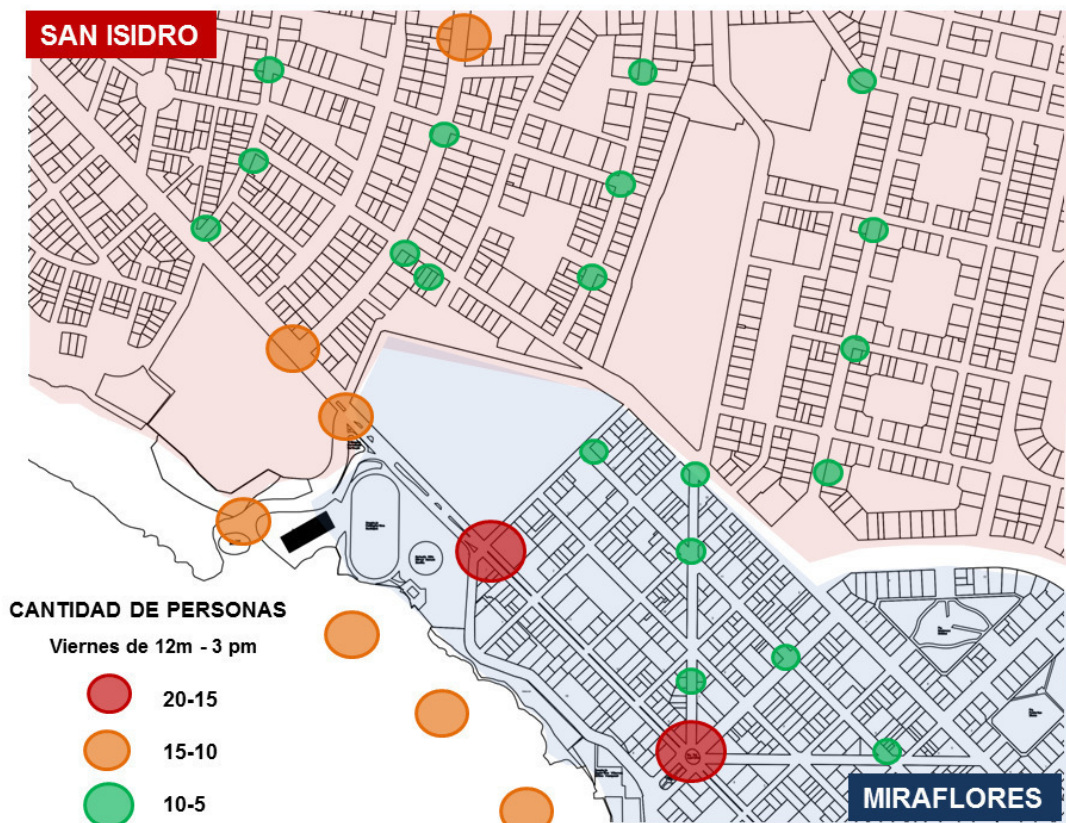 SAN ISIDRO
CANTIDAD DE PERSONAS
Viernes de 12m - 3 pm
20-15
15-10
10-5
MIRAFLORES